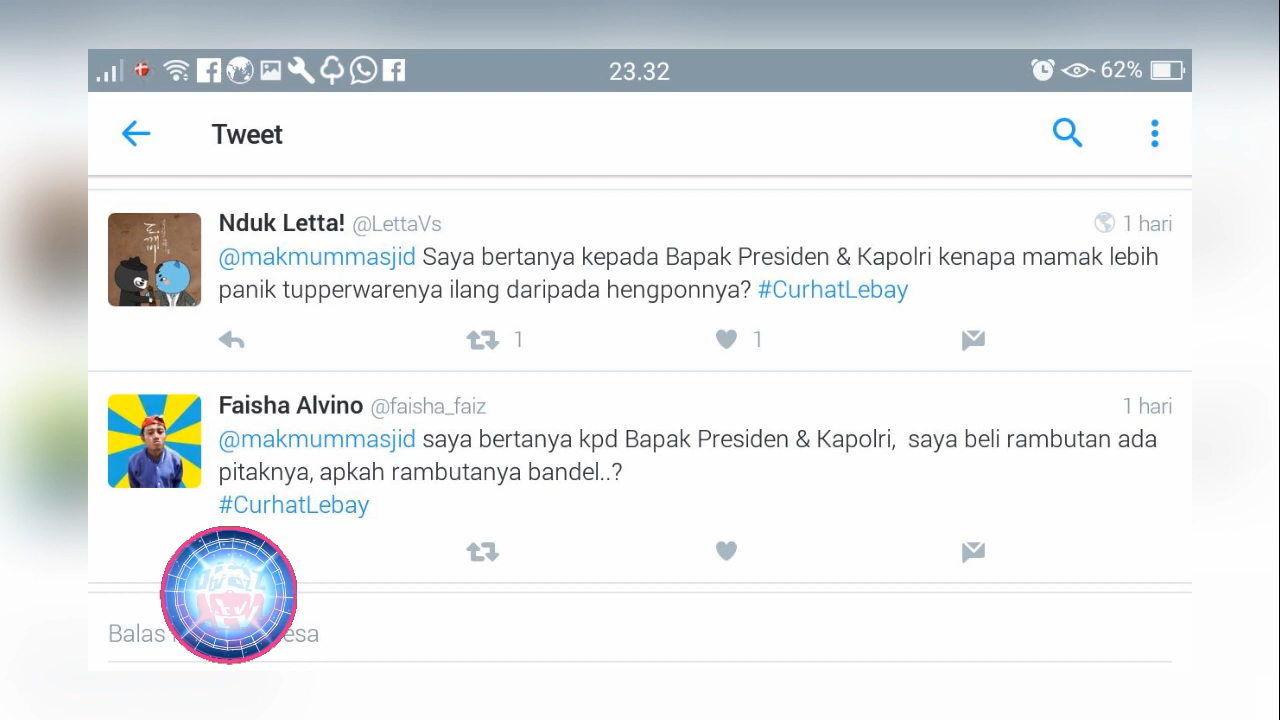 23.32
62%
Tweet
Nduk Letta! @LettaVs 1 hari
@makmummasjid Saya bertanya kepada Bapak Presiden & Kapolri kenapa mamak lebih
panik tupperwarenya ilang daripada hengponnya? #CurhatLebay
1 1
Faisha Alvino @faisha_faiz 1 hari
@makmummasjid saya bertanya kpd Bapak Presiden & Kapolri, saya beli rambutan ada
pitaknya, apkah rambutanya bandel..?
#CurhatLebay
Balas